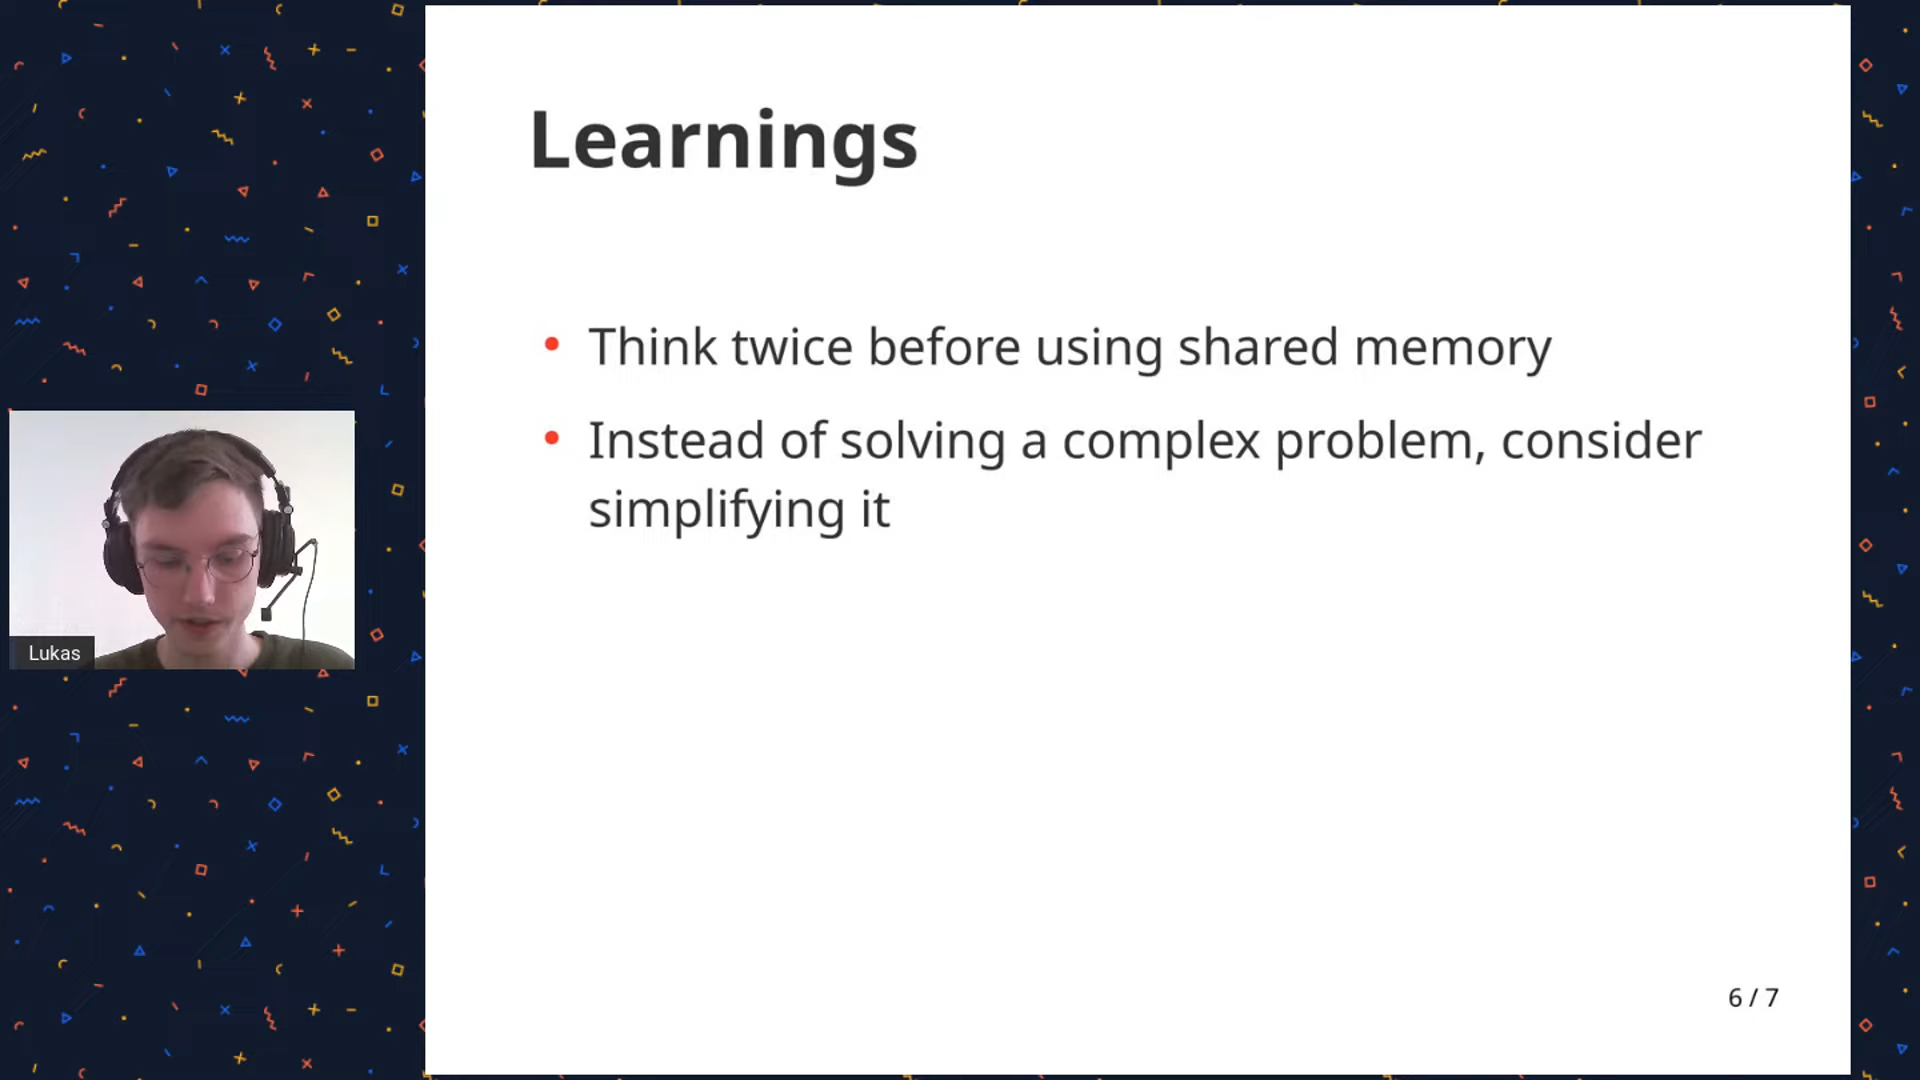 Learnings
• Think twice before using shared memory
• Instead of solving a complex problem, consider
simplifying it
Lukas
6 / 7